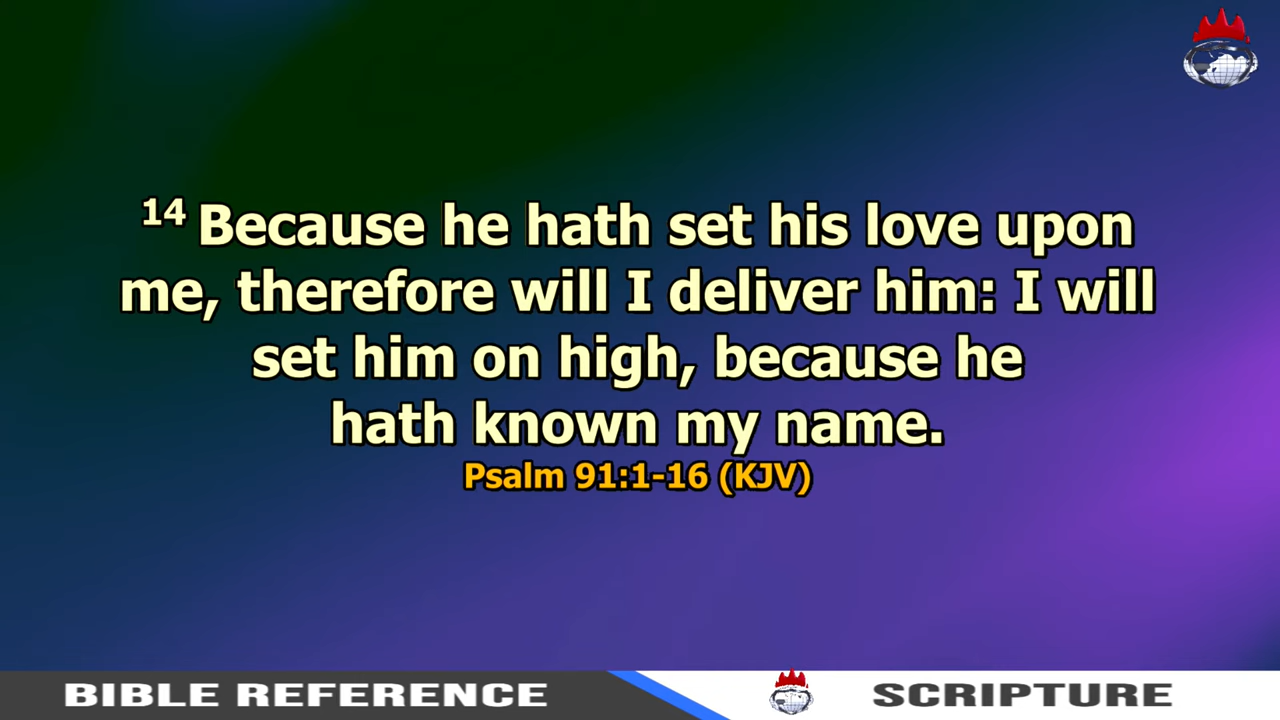 14 Because he hath set his love upon
me, therefore will I deliver him: I will
set him on high, because he
hath known my name.
Psalm 91:1-16 (KJV)
BIBLE REFERENCE
SCRIPTURE